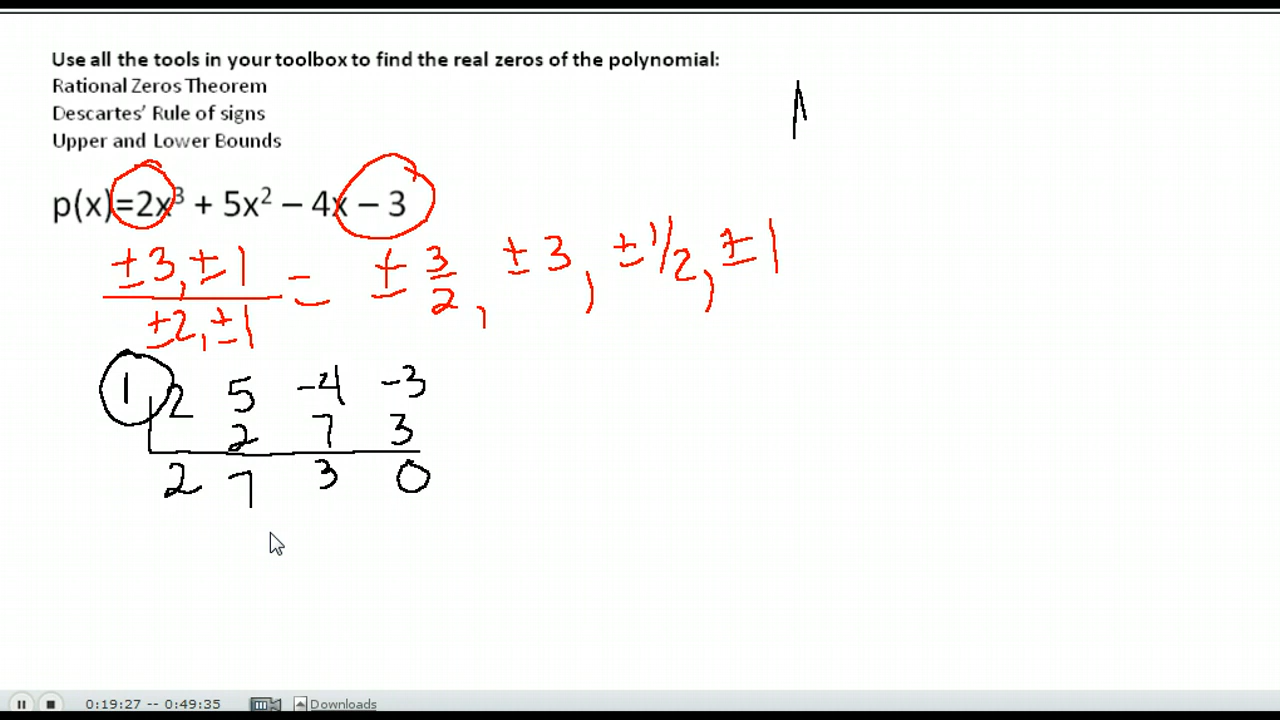 Use all the tools in your toolbox to find the real zeros of the polynomial:
Rational Zeros Theorem
Descartes' Rule of signs
Upper and Lower Bounds
p(x)=2x³ + 5x² − 4x − 3
±3, ±1 = ± 3/2, ±3, ±1/2, ±1
±2, ±1
1 2 5 -4 -3
2 7 3
2 7 3 0
0:19:27 -- 0:49:35 Downloads